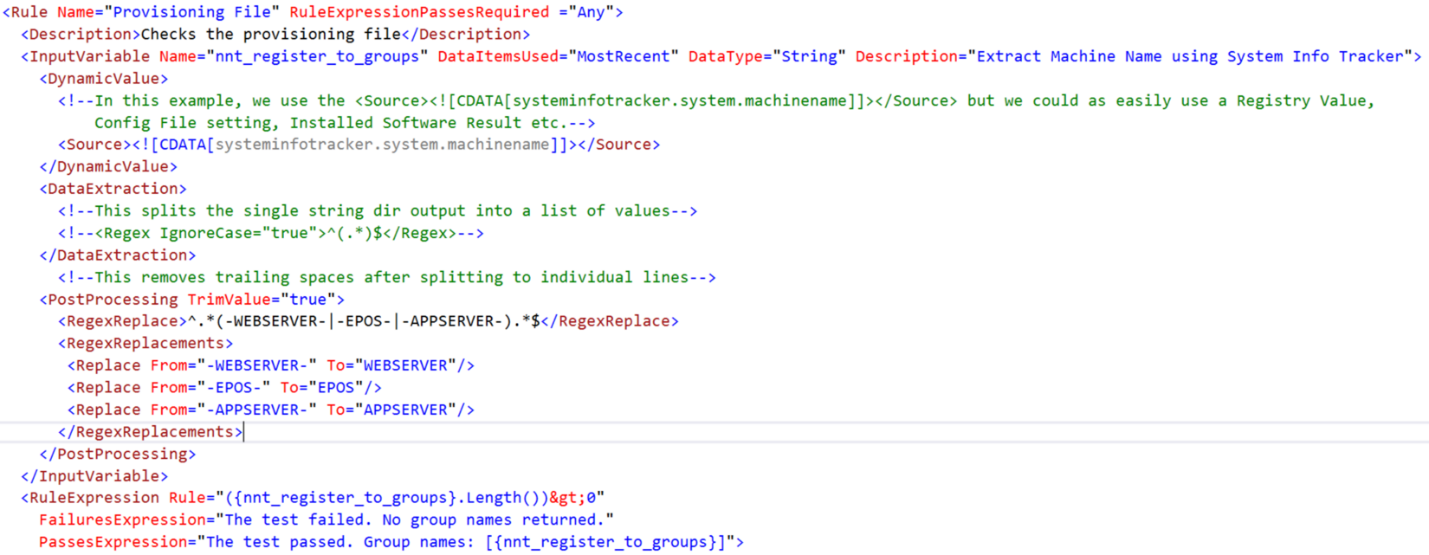 <Rule Name="Provisioning File" RuleExpressionPassesRequired ="Any">
<Description>Checks the provisioning file</Description>
<InputVariable Name="nnt_register_to_groups" DataItemsUsed="MostRecent" DataType="String" Description="Extract Machine Name using System Info Tracker">
<DynamicValue>
<!--In this example, we use the <Source><![CDATA[systeminfotracker.system.machinename]]></Source> but we could as easily use a Registry Value,
Config File setting, Installed Software Result etc.-->
<Source><![CDATA[systeminfotracker.system.machinename]]></Source>
</DynamicValue>
<DataExtraction>
<!--This splits the single string dir output into a list of values-->
<!--<Regex IgnoreCase="true">^(.*)$</Regex>-->
</DataExtraction>
<!--This removes trailing spaces after splitting to individual lines-->
<PostProcessing TrimValue="true">
<RegexReplace>^.*(-WEBSERVER-|-EPOS-|-APPSERVER-).*$</RegexReplace>
<RegexReplacements>
<Replace From="-WEBSERVER-" To="WEBSERVER"/>
<Replace From="-EPOS-" To="EPOS"/>
<Replace From="-APPSERVER-" To="APPSERVER"/>
</RegexReplacements>
</PostProcessing>
</InputVariable>
<RuleExpression Rule="({nnt_register_to_groups}.Length())&gt;0"
FailuresExpression="The test failed. No group names returned."
PassesExpression="The test passed. Group names: [{nnt_register_to_groups}]">